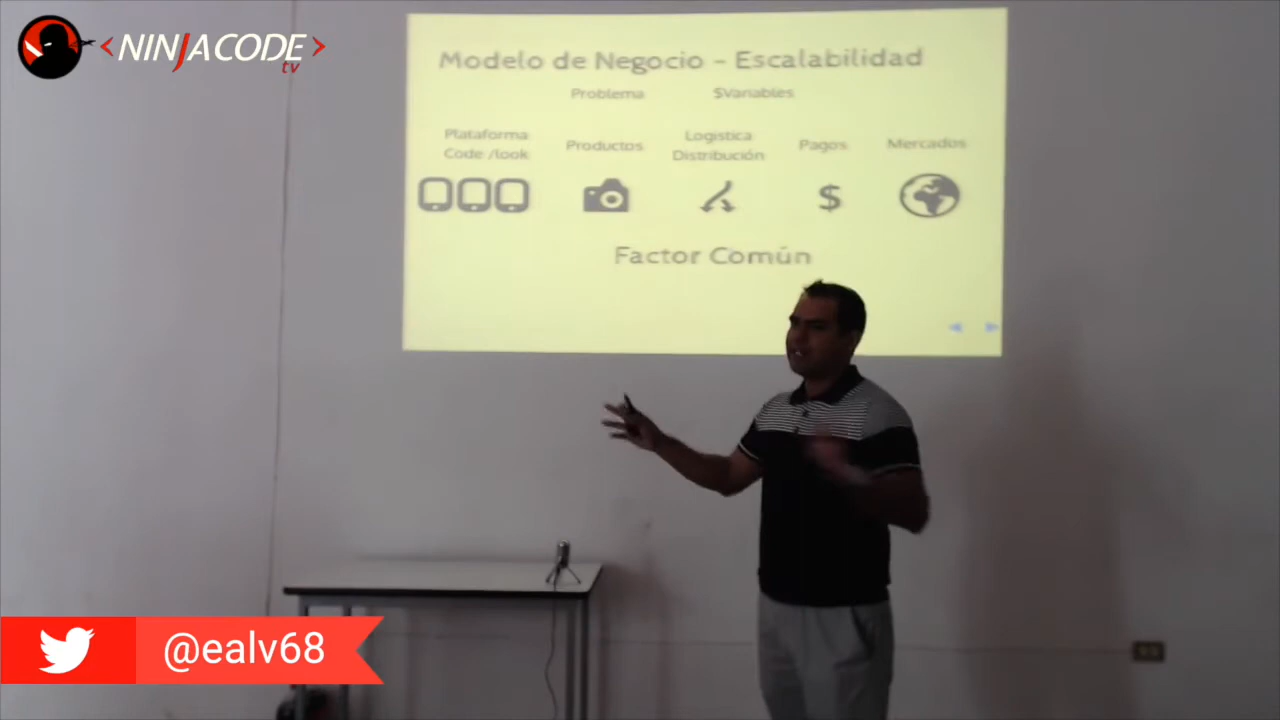 <NINJACODE>
tv
Modelo de Negocio - Escalabilidad
Problema
$Variables
Plataforma
Code /look
Productos
Logistica
Distribución
Pagos
Mercados
$
Factor Común
@ealv68